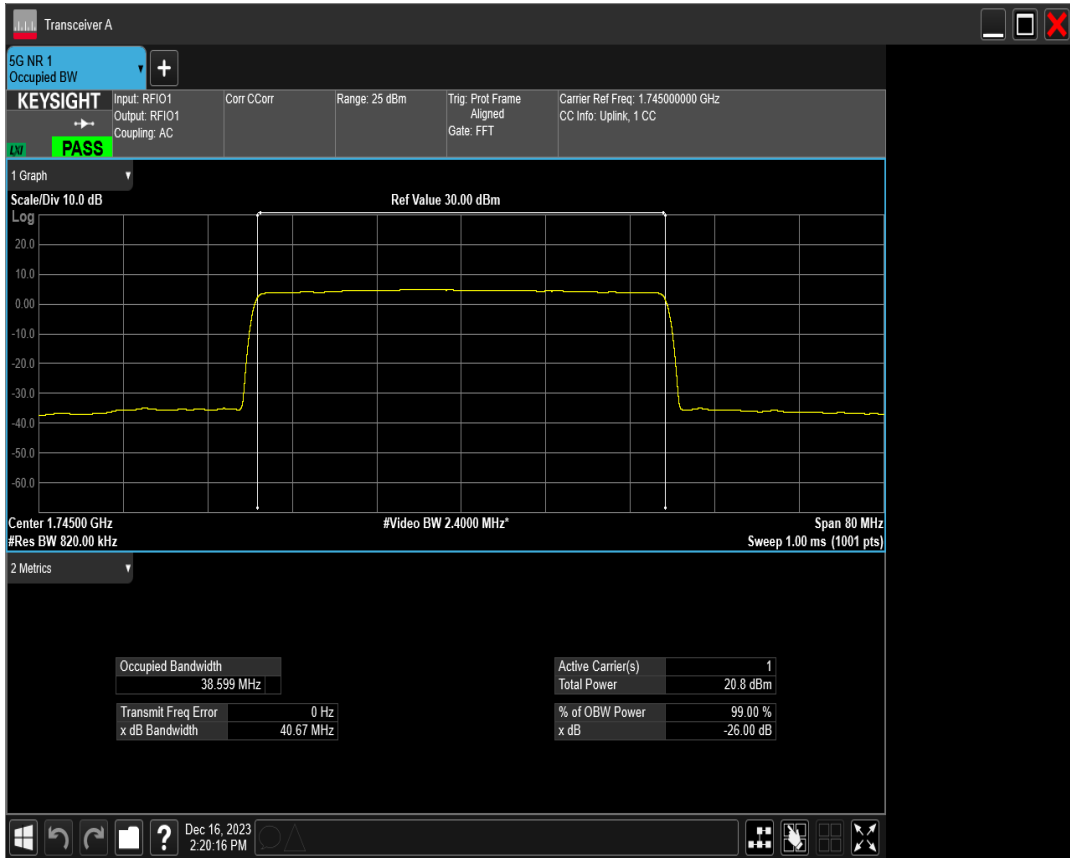 Transceiver A
5G NR 1
Occupied BW
KEYSIGHT
LXI
PASS
Input: RFIO1
Output: RFIO1
Coupling: AC
Corr CCorr
Range: 25 dBm
Trig: Prot Frame
Aligned
Gate: FFT
Carrier Ref Freq: 1.745000000 GHz
CC Info: Uplink, 1 CC
1 Graph
Scale/Div 10.0 dB
Ref Value 30.00 dBm
Log
20.0
10.0
0.00
-10.0
-20.0
-30.0
-40.0
-50.0
-60.0
Center 1.74500 GHz
#Video BW 2.4000 MHz*
Span 80 MHz
#Res BW 820.00 kHz
Sweep 1.00 ms (1001 pts)
2 Metrics
Occupied Bandwidth
38.599 MHz
Transmit Freq Error 0 Hz
x dB Bandwidth 40.67 MHz
Active Carrier(s) 1
Total Power 20.8 dBm
% of OBW Power 99.00 %
x dB -26.00 dB
?
Dec 16, 2023
2:20:16 PM